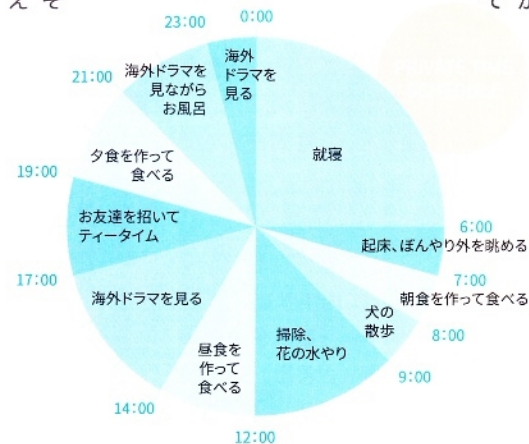 えそ
てか
0:00
就寝
6:00
起床、ぼんやり外を眺める
7:00
朝食を作って食べる
8:00
犬の
散歩
9:00
掃除、
花の水やり
12:00
昼食を
作って
食べる
14:00
海外ドラマを見る
17:00
お友達を招いて
ティータイム
19:00
夕食を作って
食べる
21:00
海外ドラマを
見ながら
お風呂
23:00
海外
ドラマを
見る